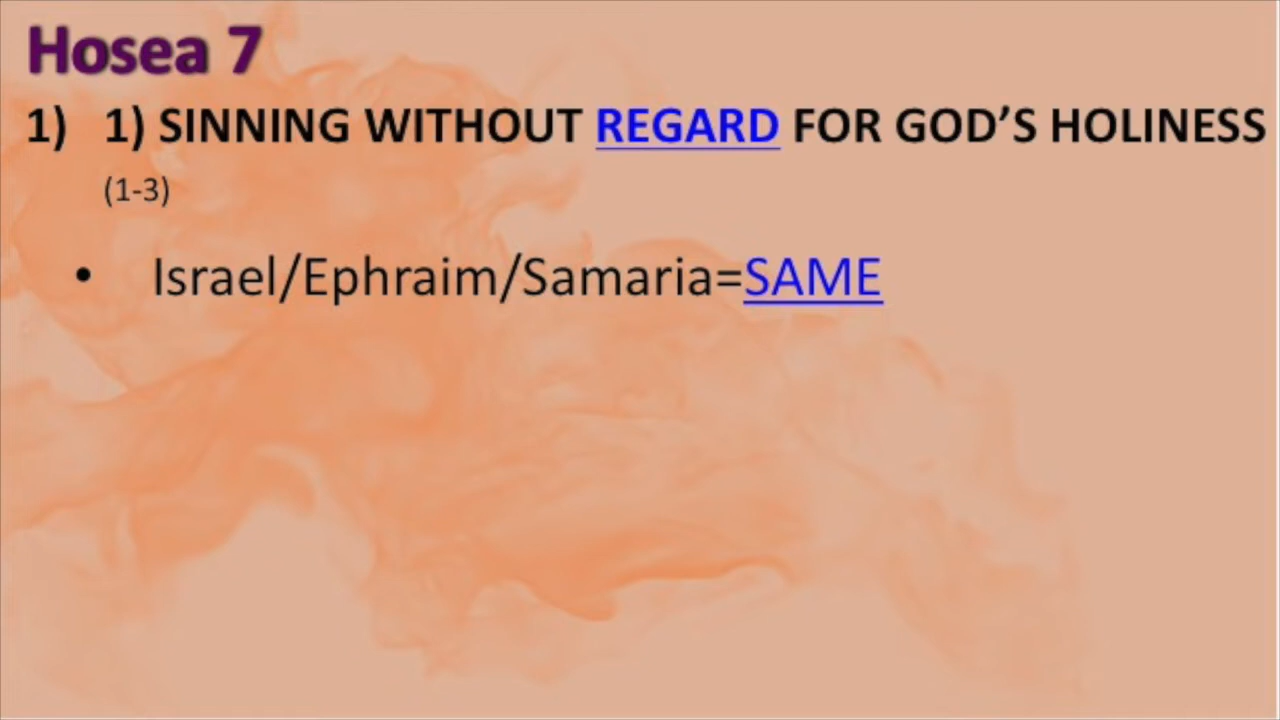 Hosea 7
1) 1) SINNING WITHOUT REGARD FOR GOD’S HOLINESS
(1-3)
• Israel/Ephraim/Samaria=SAME